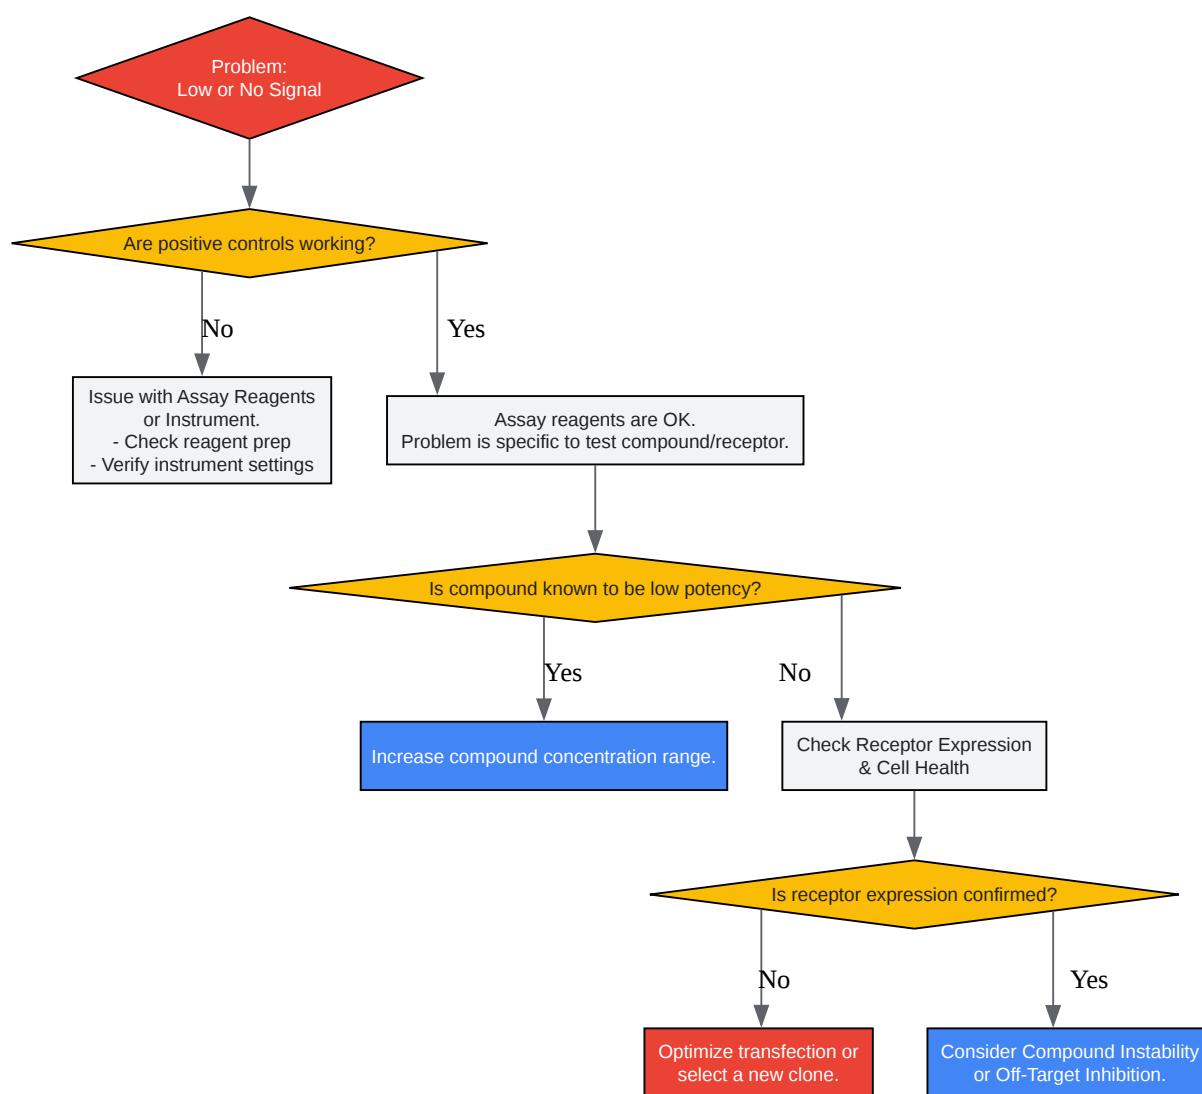 Problem:
Low or No Signal
Are positive controls working?
No
Yes
Issue with Assay Reagents
or Instrument.
- Check reagent prep
- Verify instrument settings
Assay reagents are OK.
Problem is specific to test compound/receptor.
Is compound known to be low potency?
Yes
No
Increase compound concentration range.
Check Receptor Expression
& Cell Health
Is receptor expression confirmed?
No
Yes
Optimize transfection or
select a new clone.
Consider Compound Instability
or Off-Target Inhibition.